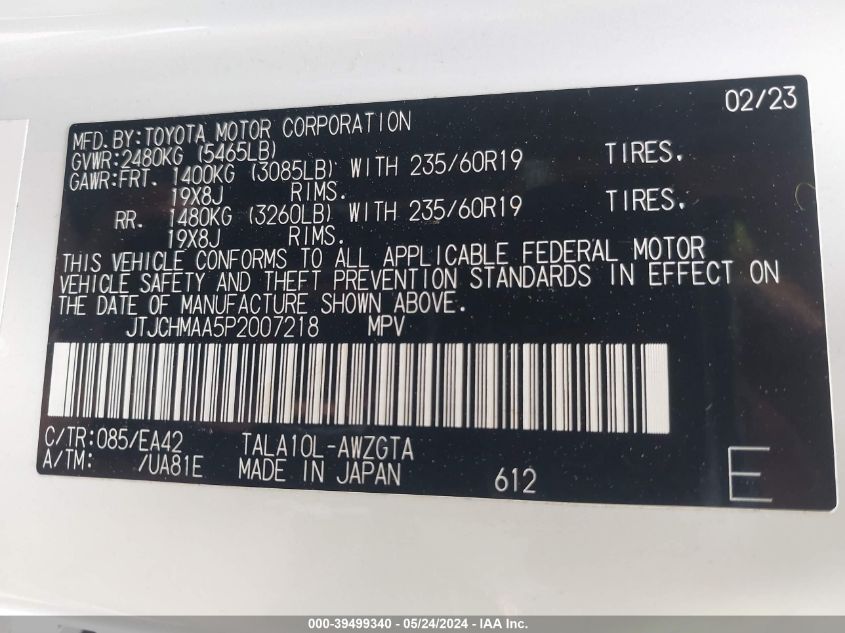 02/23
MFD. BY: TOYOTA MOTOR CORPORATION
GVWR: 2480KG (5465LB)
GAWR: FRT. 1400KG (3085LB) WITH 235/60R19 TIRES.
19X8J RIMS.
RR. 1480KG (3260LB) WITH 235/60R19 TIRES.
19X8J RIMS.
THIS VEHICLE CONFORMS TO ALL APPLICABLE FEDERAL MOTOR
VEHICLE SAFETY AND THEFT PREVENTION STANDARDS IN EFFECT ON
THE DATE OF MANUFACTURE SHOWN ABOVE.
JTJCHMAA5P2007218 MPV
C/TR: 085/EA42 TALA10L-AWZGTA
A/TM: /UA81E MADE IN JAPAN 612 E
000-39499340 - 05/24/2024 - IAA Inc.